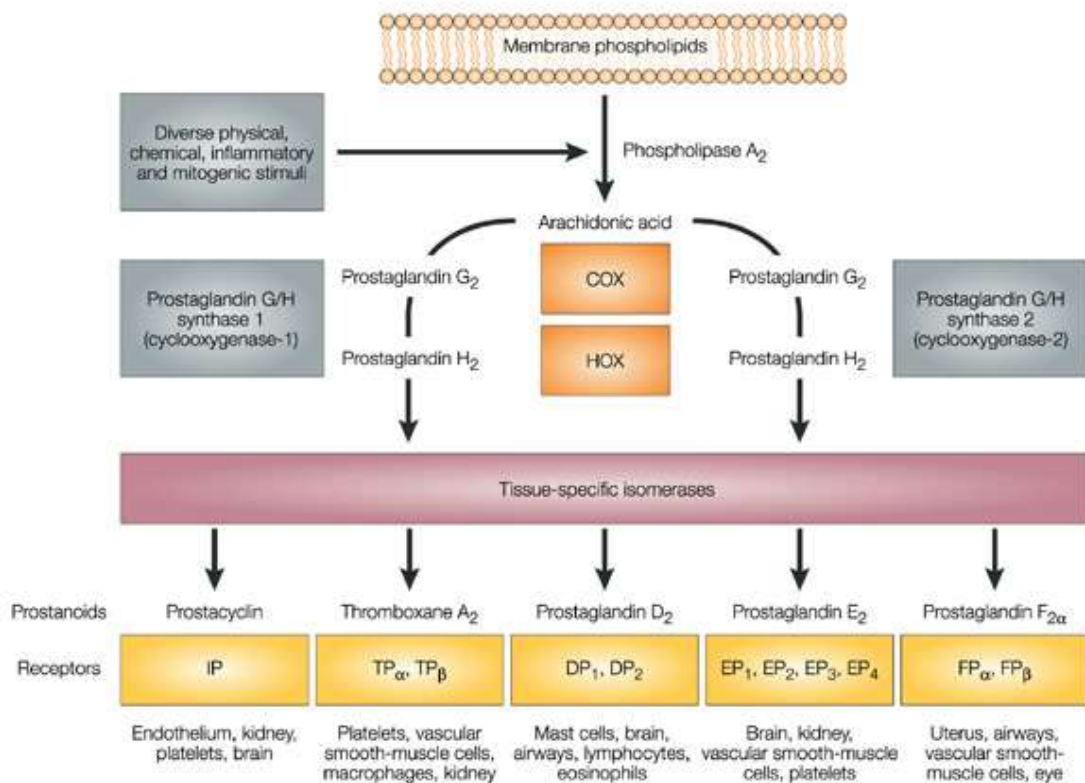 Membrane phospholipids
Diverse physical,
chemical, inflammatory
and mitogenic stimuli
Phospholipase A₂
Arachidonic acid
Prostaglandin G/H
synthase 1
(cyclooxygenase-1)
Prostaglandin G₂
Prostaglandin H₂
COX
HOX
Prostaglandin G₂
Prostaglandin H₂
Prostaglandin G/H
synthase 2
(cyclooxygenase-2)
Tissue-specific isomerases
Prostanoids Prostacyclin Thromboxane A₂ Prostaglandin D₂ Prostaglandin E₂ Prostaglandin F₂α
Receptors IP TPα, TPβ DP₁, DP₂ EP₁, EP₂, EP₃, EP₄ FPα, FPβ
Endothelium, kidney,
platelets, brain
Platelets, vascular
smooth-muscle cells,
macrophages, kidney
Mast cells, brain,
airways, lymphocytes,
eosinophils
Brain, kidney,
vascular smooth-muscle
cells, platelets
Uterus, airways,
vascular smooth-
muscle cells, eye